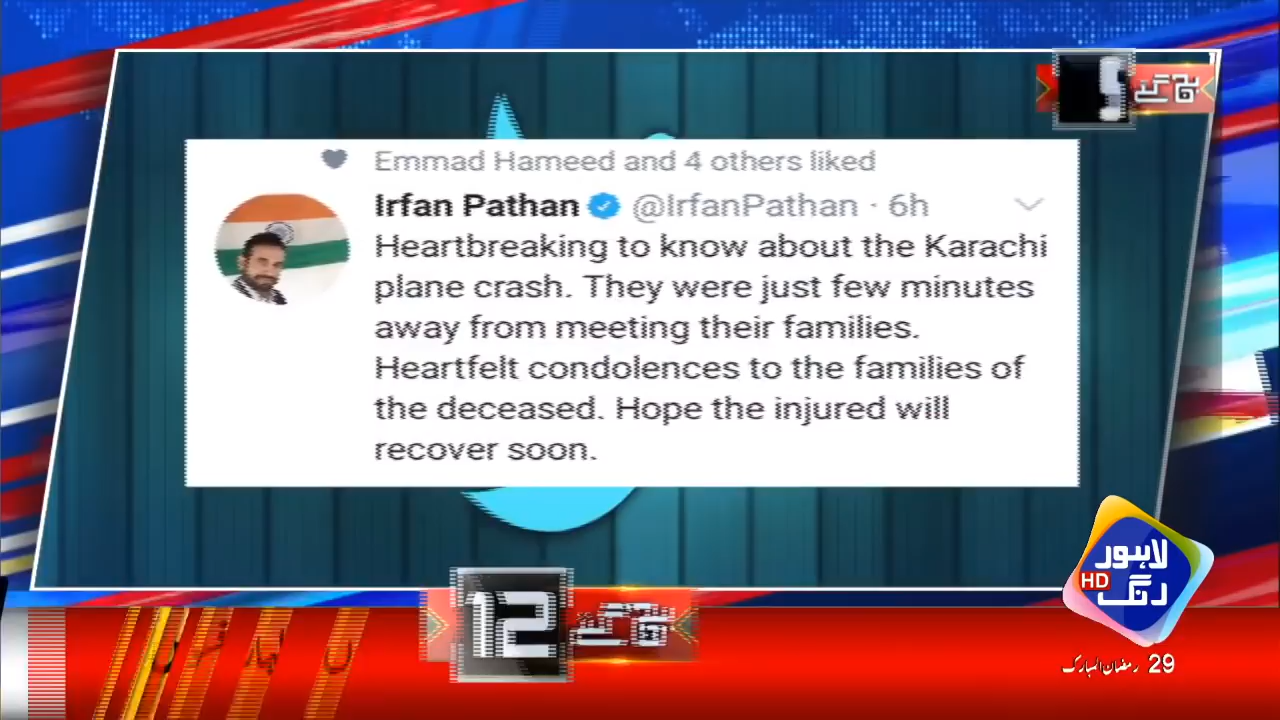 بج گئے
Emmad Hameed and 4 others liked
Irfan Pathan @IrfanPathan · 6h
Heartbreaking to know about the Karachi
plane crash. They were just few minutes
away from meeting their families.
Heartfelt condolences to the families of
the deceased. Hope the injured will
recover soon.
لاہور
HD رنگ
12
29 رمضان المبارک